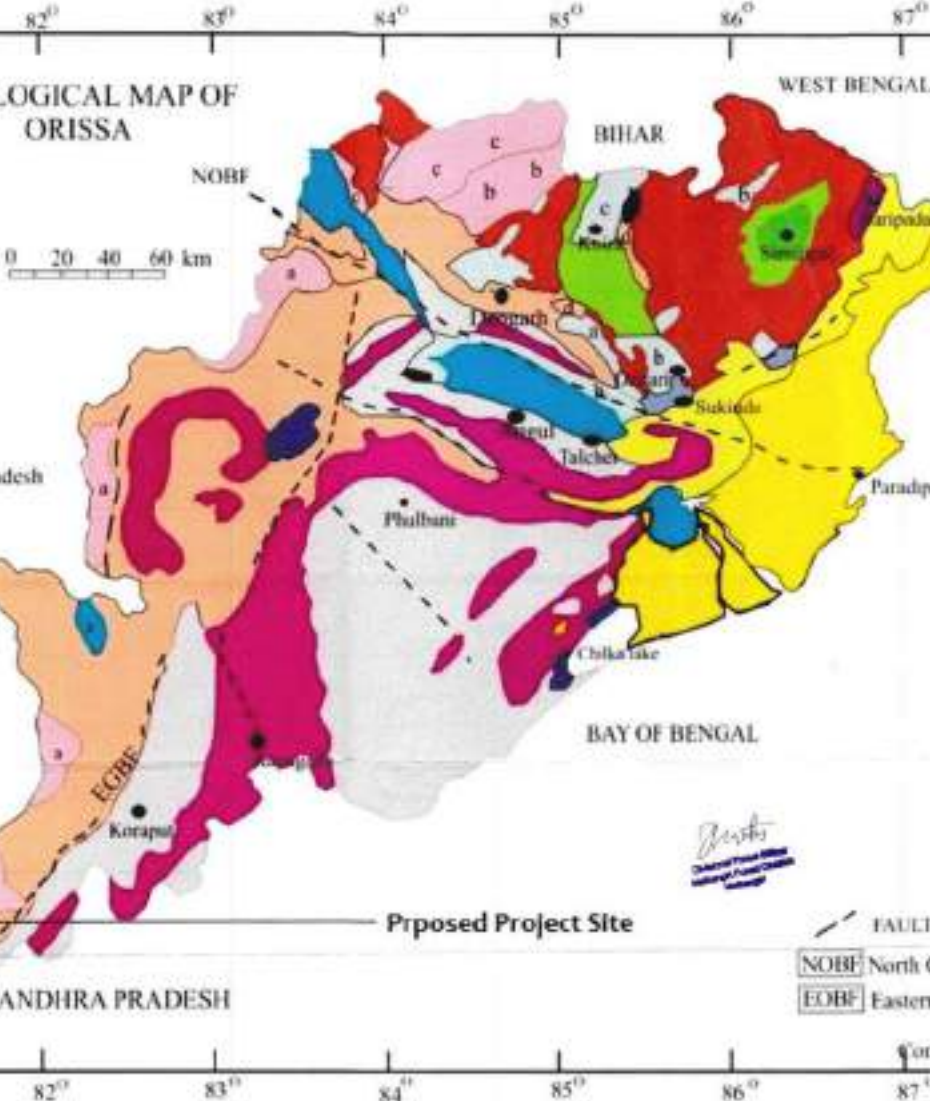 82° 83° 84° 85° 86° 87°
LOGICAL MAP OF
ORISSA
WEST BENGAL
BIHAR
NOBF
0 20 40 60 km
c
c
b
b
b
c
a
Deogarh
a
b
Sukinda
Talcher
desh
a
Paradip
Phulbani
Chilka lake
BAY OF BENGAL
a
EGBF
Koraput
Prposed Project Site
FAULT
NOBF North
EOBF Eastern
ANDHRA PRADESH
82° 83° 84° 85° 86° 87°